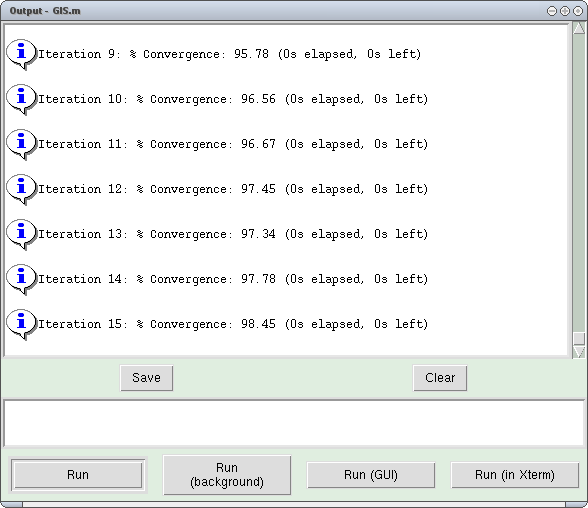 Output - GIS.m
Iteration 9: % Convergence: 95.78 (0s elapsed, 0s left)
Iteration 10: % Convergence: 96.56 (0s elapsed, 0s left)
Iteration 11: % Convergence: 96.67 (0s elapsed, 0s left)
Iteration 12: % Convergence: 97.45 (0s elapsed, 0s left)
Iteration 13: % Convergence: 97.34 (0s elapsed, 0s left)
Iteration 14: % Convergence: 97.78 (0s elapsed, 0s left)
Iteration 15: % Convergence: 98.45 (0s elapsed, 0s left)
Save
Clear
Run
Run
(background)
Run (GUI)
Run (in Xterm)